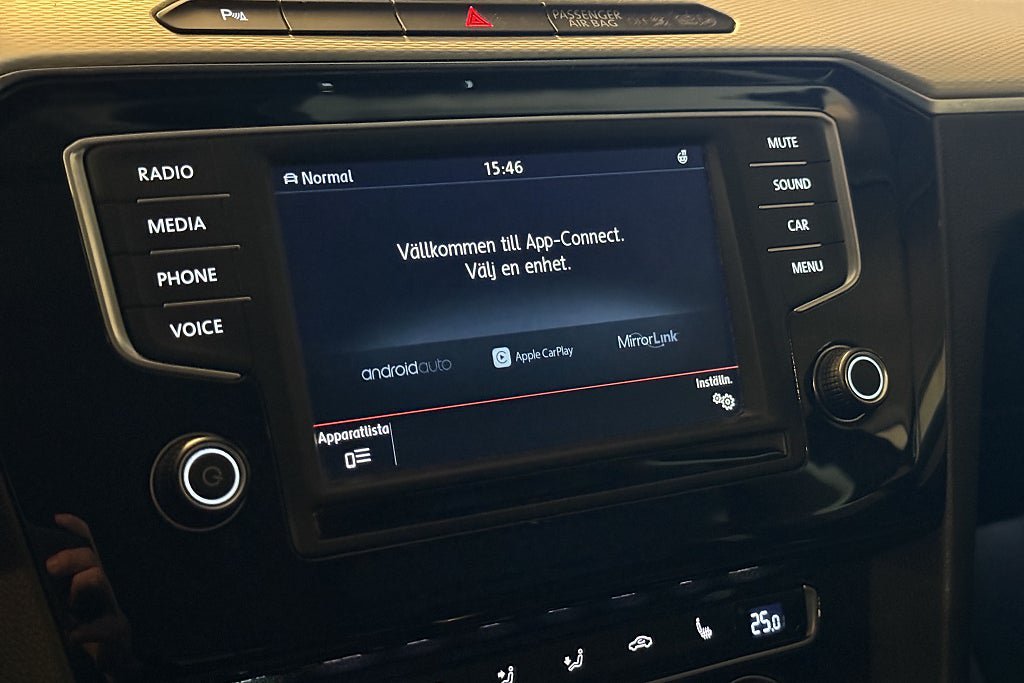 P
PASSENGER
AIR BAG
RADIO
MEDIA
PHONE
VOICE
Normal
15:46
Vällkommen till App-Connect.
Välj en enhet.
androidauto
Apple CarPlay
MirrorLink
Inställn.
Apparatlista
MUTE
SOUND
CAR
MENU
25.0